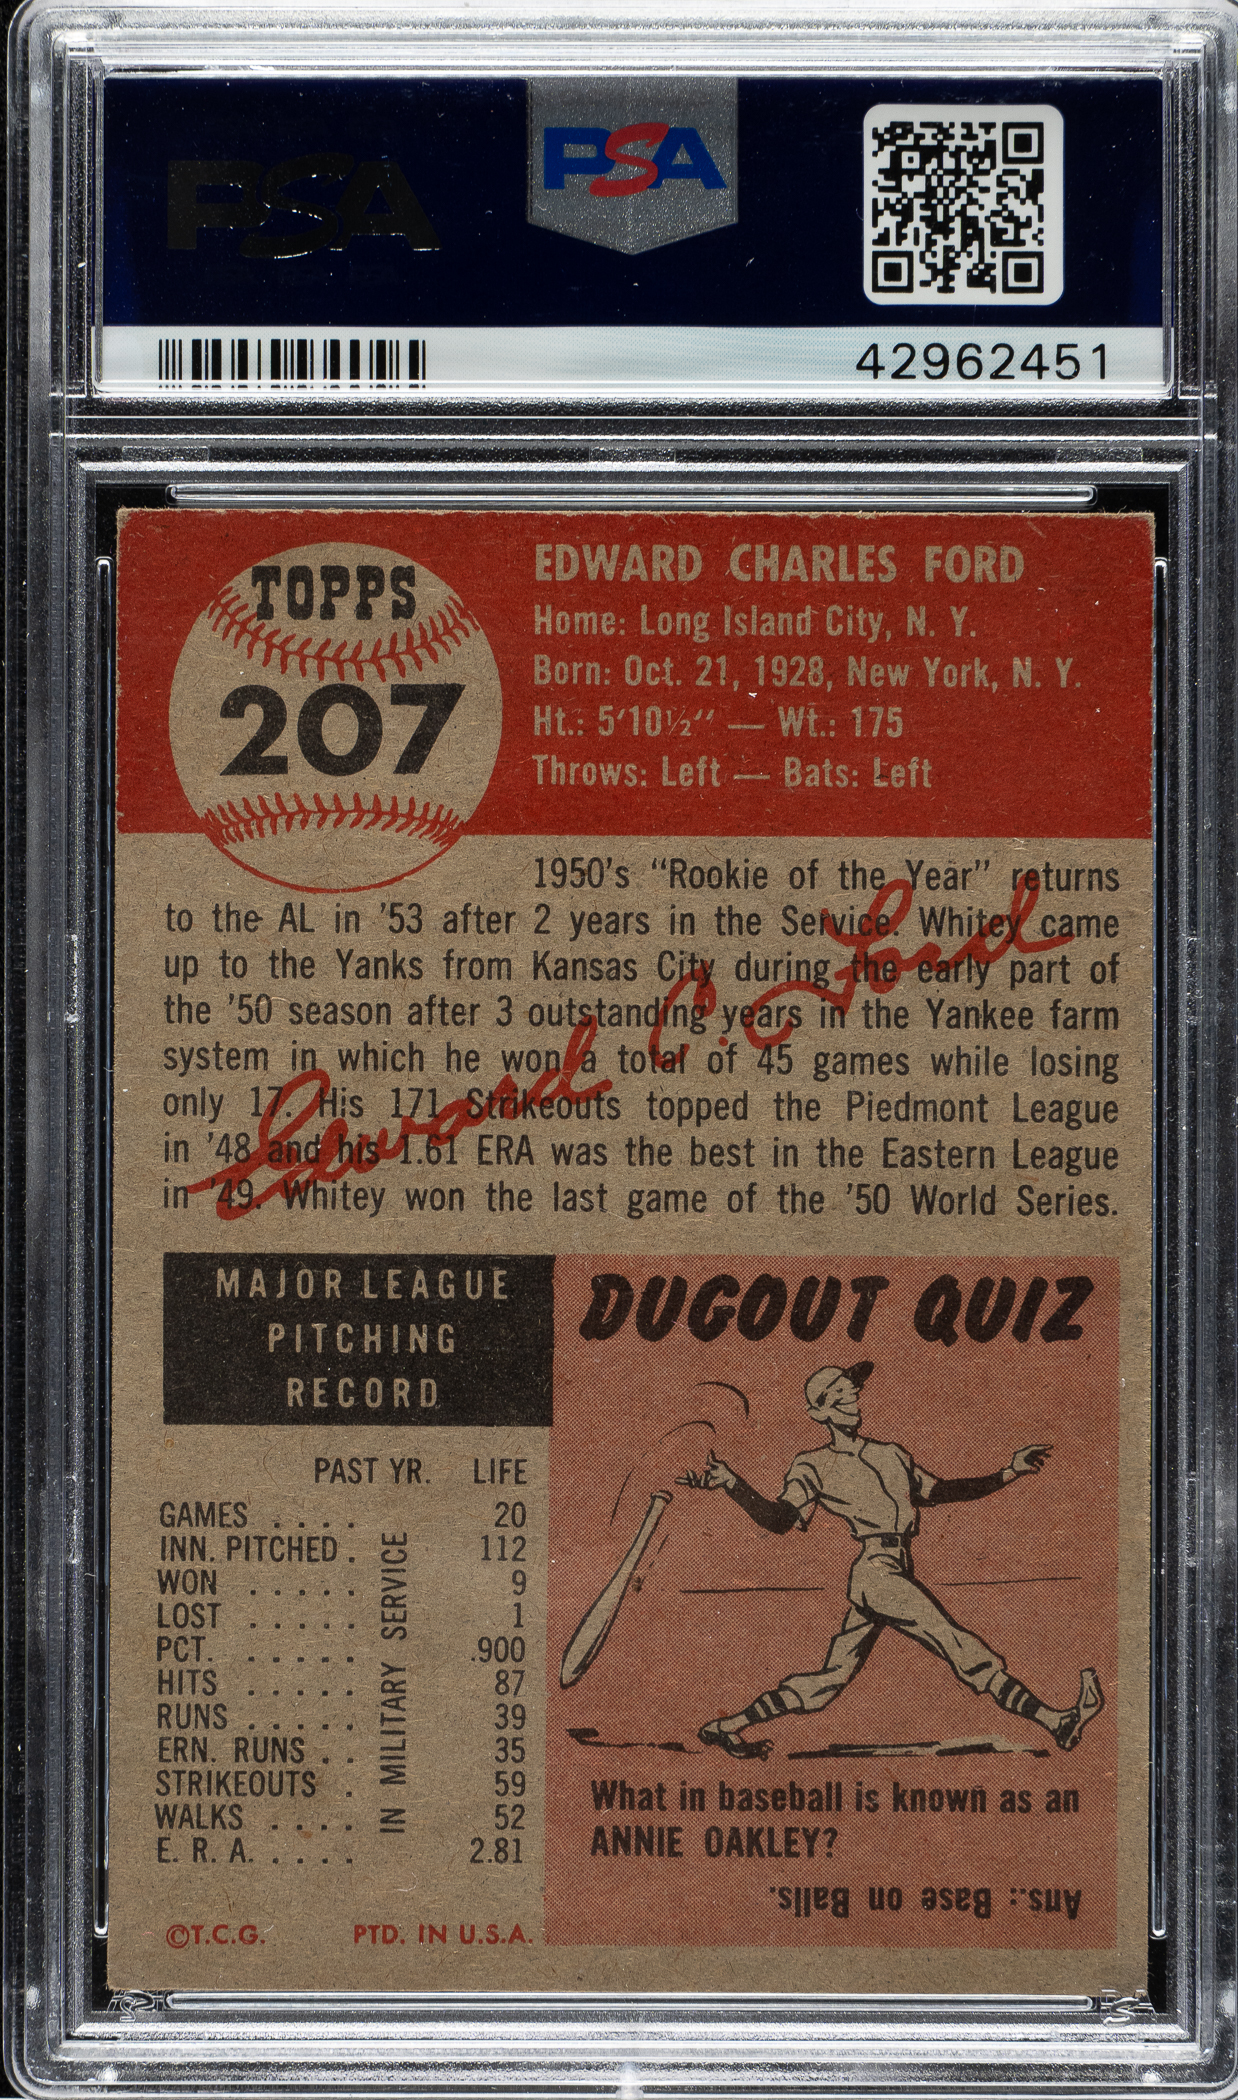 PSA
PSA
42962451
TOPPS
207
EDWARD CHARLES FORD
Home: Long Island City, N. Y.
Born: Oct. 21, 1928, New York, N. Y.
Ht.: 5'10½" — Wt.: 175
Throws: Left — Bats: Left
1950's "Rookie of the Year" returns
to the AL in '53 after 2 years in the Service. Whitey came
up to the Yanks from Kansas City during the early part of
the '50 season after 3 outstanding years in the Yankee farm
system in which he won a total of 45 games while losing
only 17. His 171 Strikeouts topped the Piedmont League
in '48 and his 1.61 ERA was the best in the Eastern League
in '49. Whitey won the last game of the '50 World Series.
Edward C. Ford
MAJOR LEAGUE
PITCHING
RECORD
PAST YR. LIFE
GAMES . . . . 20
INN. PITCHED . 112
WON . . . . . 9
LOST . . . . . 1
PCT. . . . . . .900
HITS . . . . . 87
RUNS . . . . . 39
ERN. RUNS . . 35
STRIKEOUTS . 59
WALKS . . . . 52
E. R. A. . . . . 2.81
IN MILITARY SERVICE
©T.C.G. PTD. IN U.S.A.
DUGOUT QUIZ
What in baseball is known as an
ANNIE OAKLEY?
Ans.: Base on Balls.